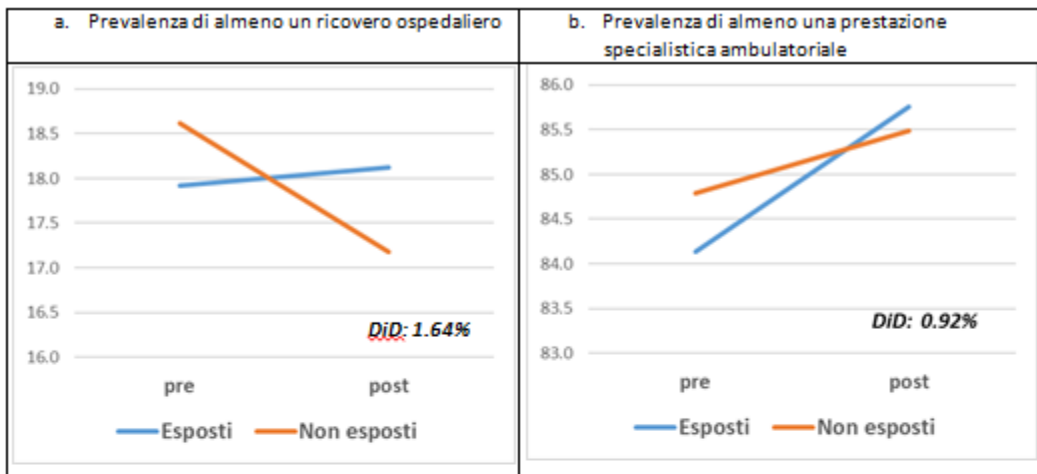 a. Prevalenza di almeno un ricovero ospedaliero
b. Prevalenza di almeno una prestazione
specialistica ambulatoriale
19.0
18.5
18.0
17.5
17.0
16.5
16.0
DiD: 1.64%
pre
post
Esposti
Non esposti
86.0
85.5
85.0
84.5
84.0
83.5
83.0
DiD: 0.92%
pre
post
Esposti
Non esposti